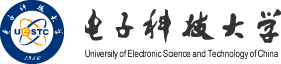 UESTC
1956
电子科技大学
University of Electronic Science and Technology of China